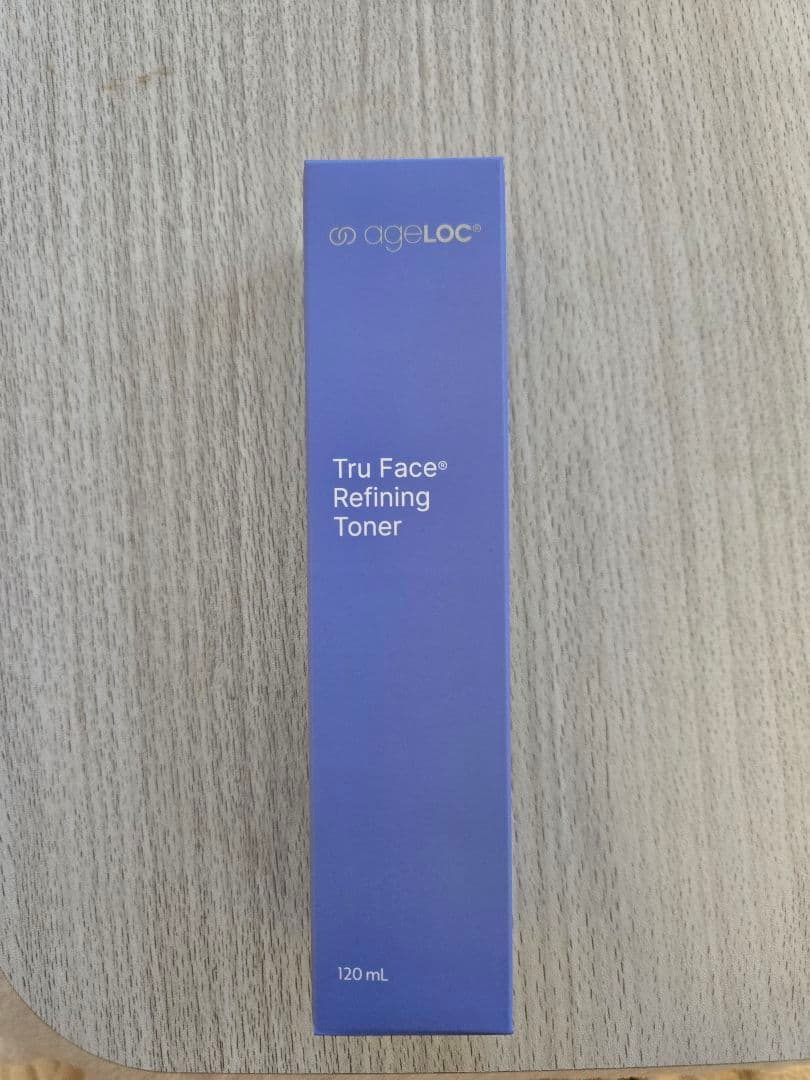 ageLOC®
Tru Face®
Refining
Toner
120 mL